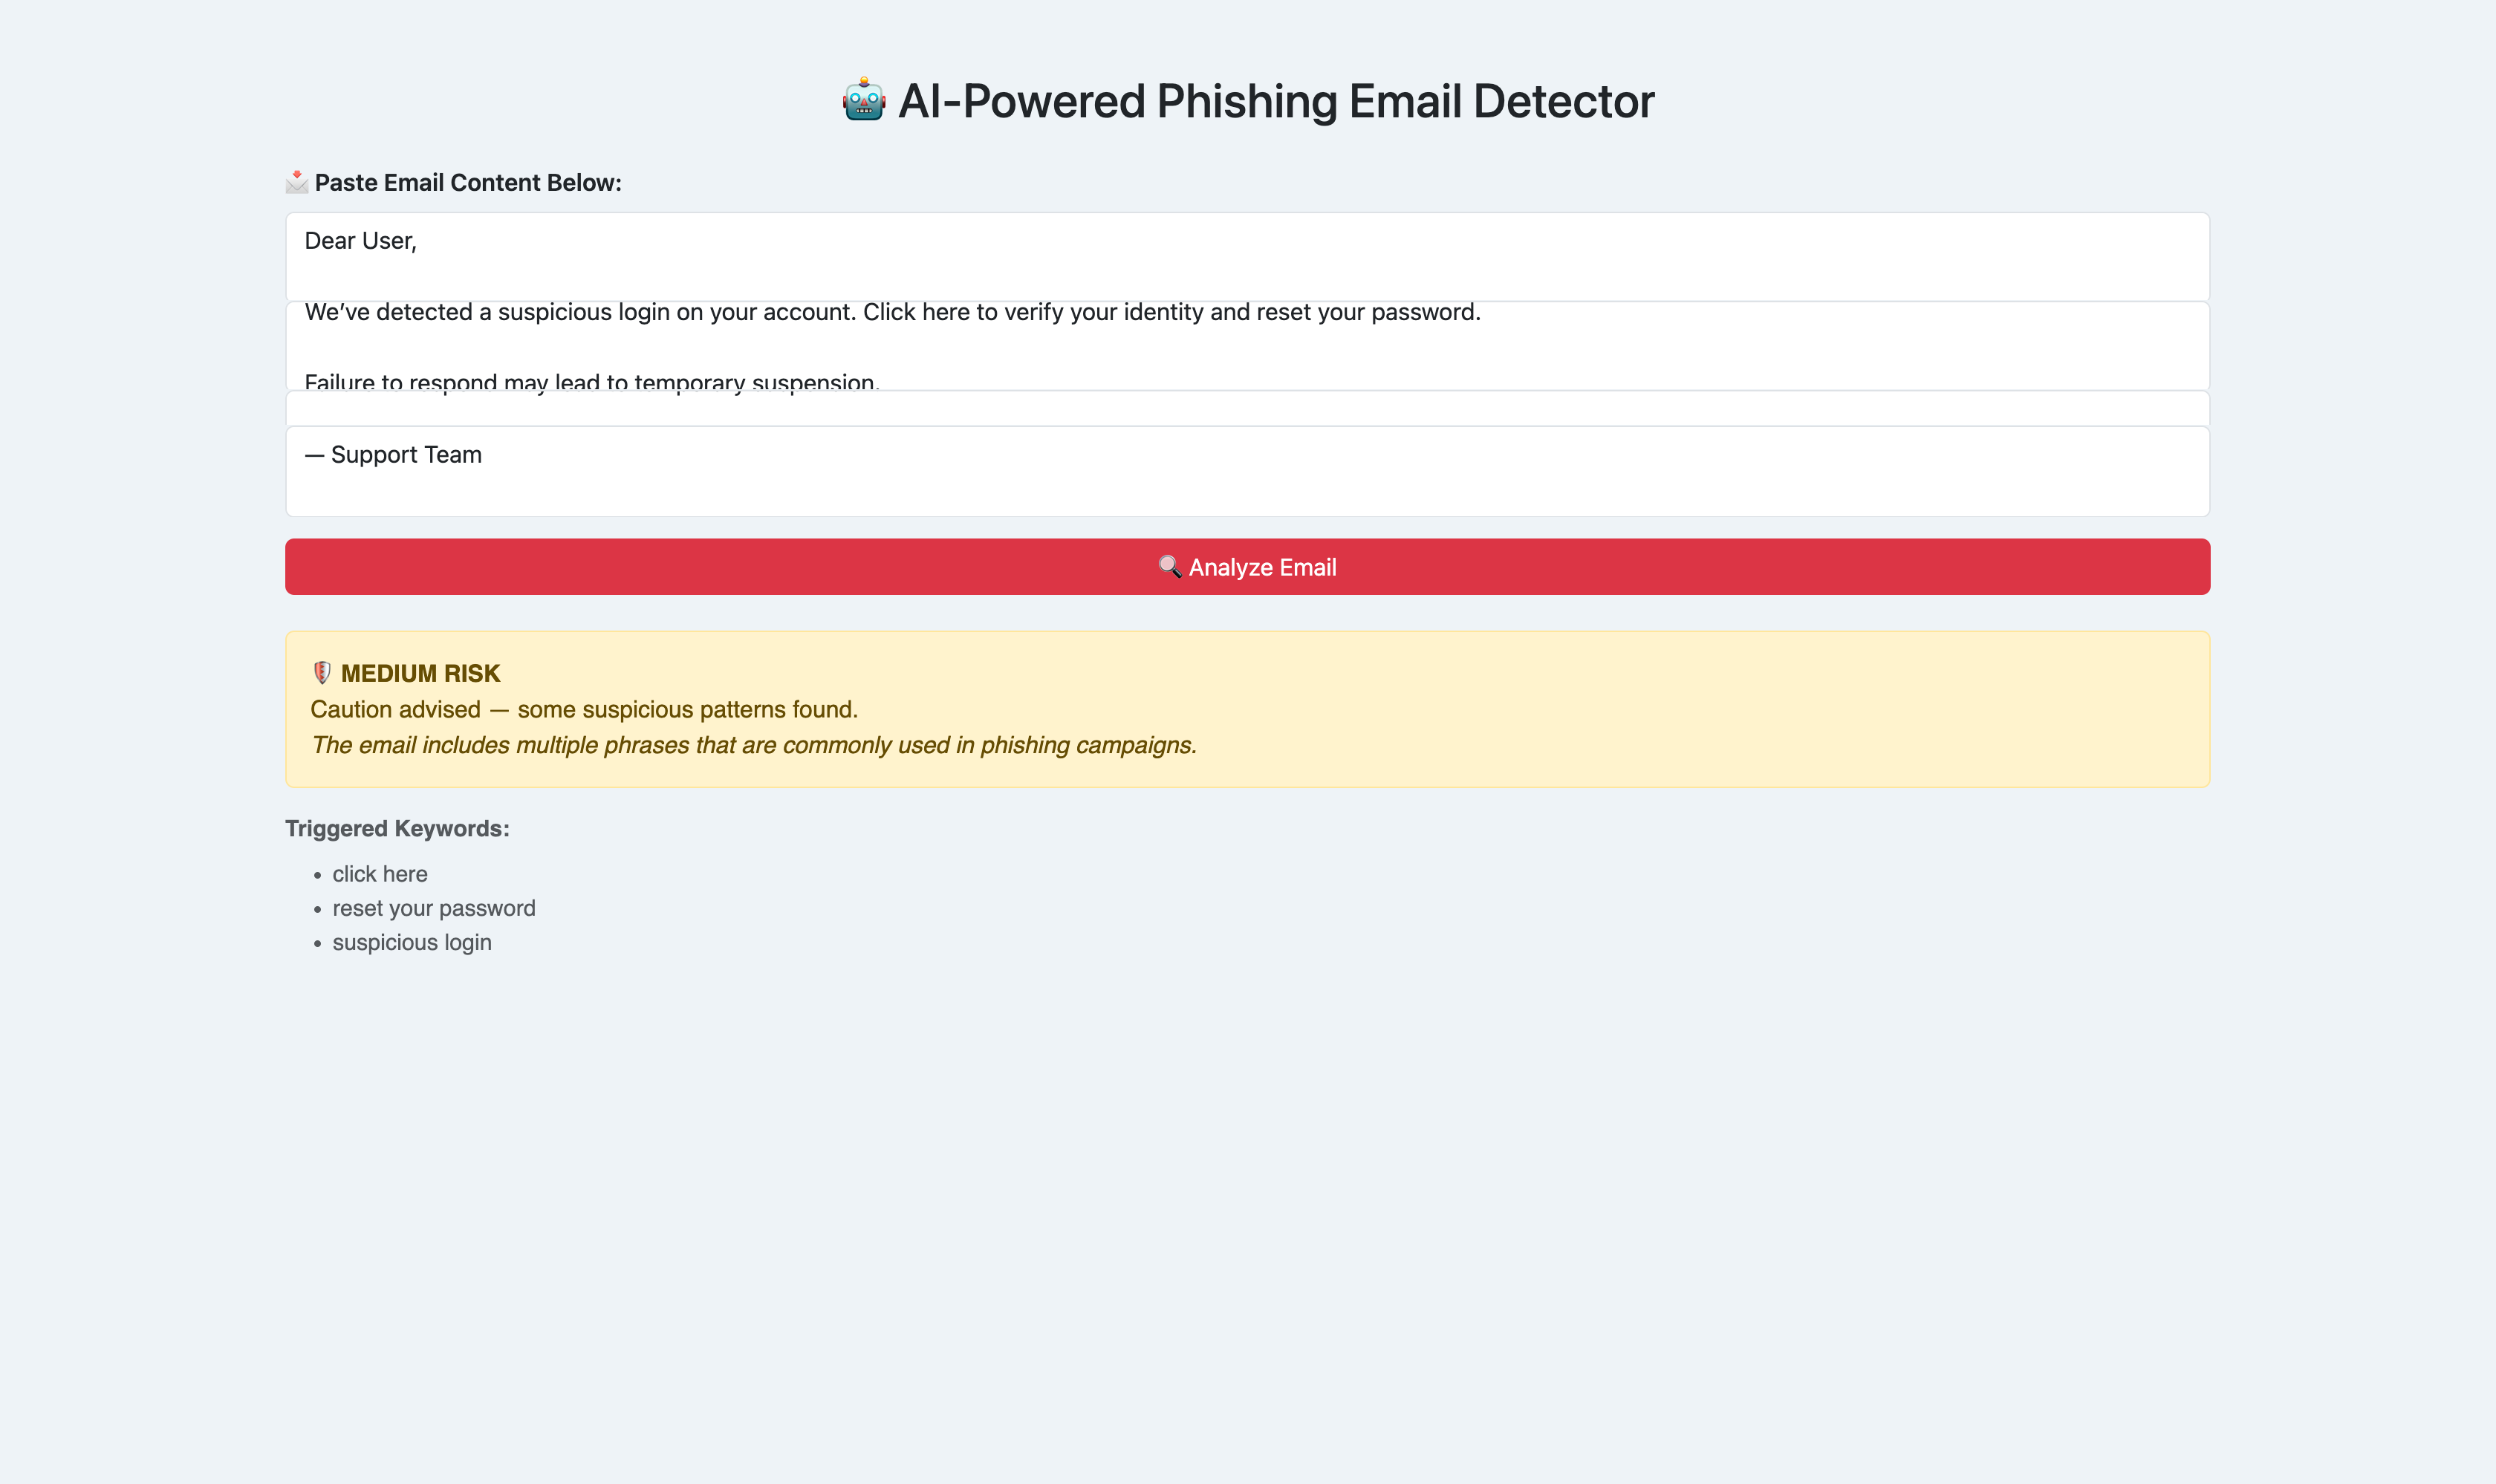 🤖 AI-Powered Phishing Email Detector
📩 Paste Email Content Below:
Dear User,
We’ve detected a suspicious login on your account. Click here to verify your identity and reset your password.
Failure to respond may lead to temporary suspension.
— Support Team
🔍 Analyze Email
🛡️ MEDIUM RISK
Caution advised — some suspicious patterns found.
The email includes multiple phrases that are commonly used in phishing campaigns.
Triggered Keywords:
• click here
• reset your password
• suspicious login